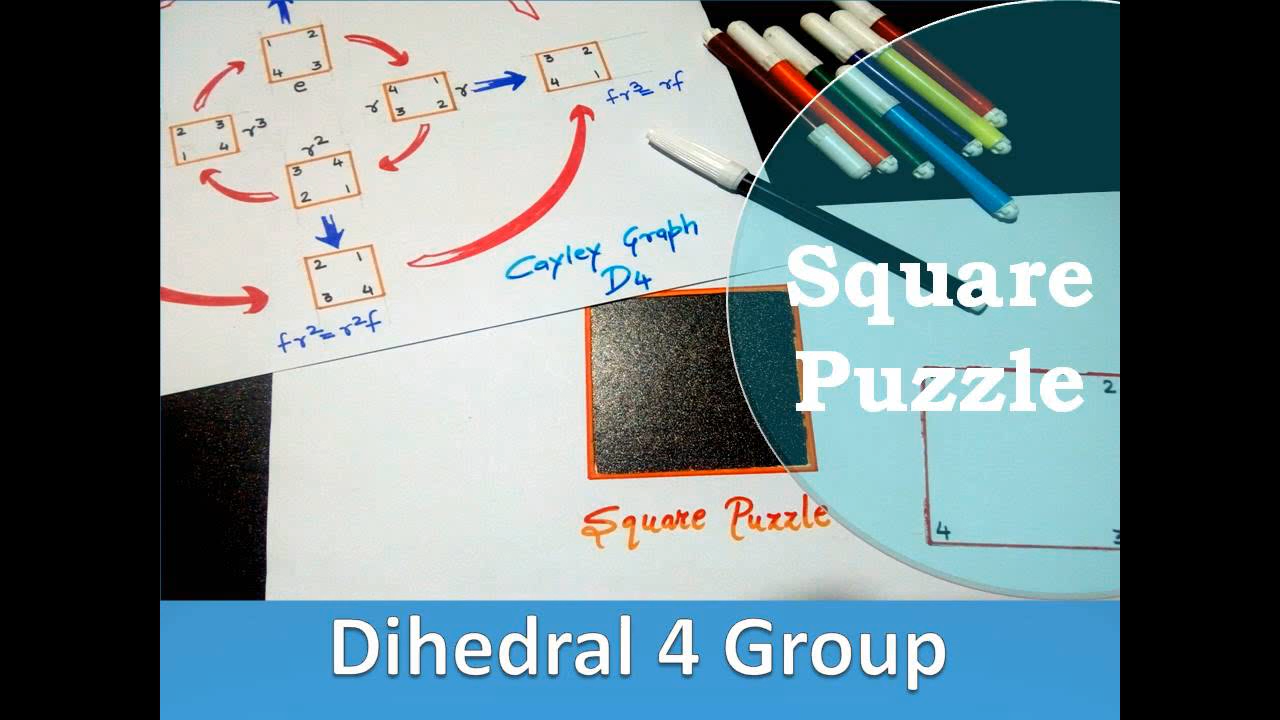 1 2
4 3
e
4 1
3 2
r
r
3 2
4 1
fr³= rf
2 3
1 4
r³
r²
3 4
2 1
2 1
3 4
fr²= r²f
Cayley Graph
D4
Square
Puzzle
2
4 3
Square Puzzle
Dihedral 4 Group